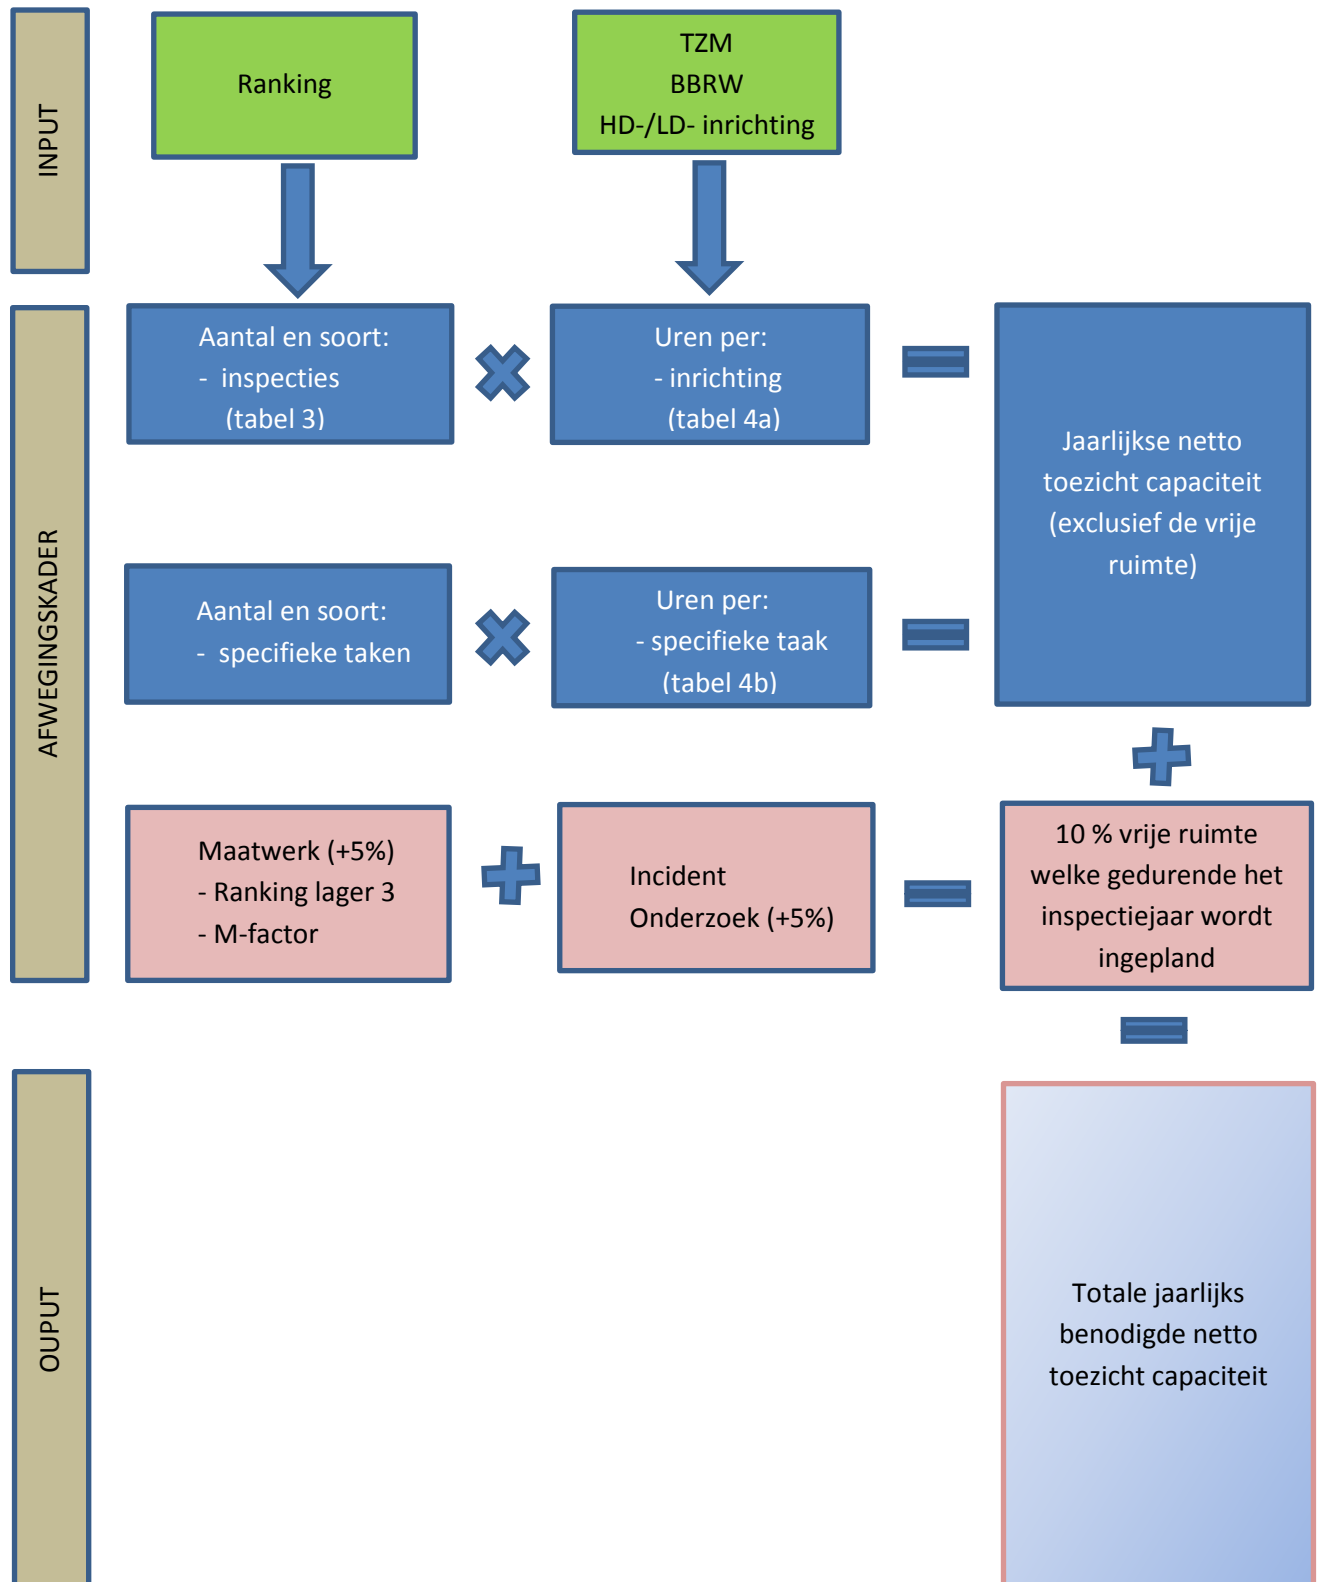 INPUT
Ranking
TZM
BBRW
HD-/LD- inrichting
AFWEGINGSKADER
Aantal en soort:
- inspecties
(tabel 3)
Uren per:
- inrichting
(tabel 4a)
Jaarlijkse netto
toezicht capaciteit
(exclusief de vrije
ruimte)
Aantal en soort:
- specifieke taken
Uren per:
- specifieke taak
(tabel 4b)
Maatwerk (+5%)
- Ranking lager 3
- M-factor
Incident
Onderzoek (+5%)
10 % vrije ruimte
welke gedurende het
inspectiejaar wordt
ingepland
OUPUT
Totale jaarlijks
benodigde netto
toezicht capaciteit